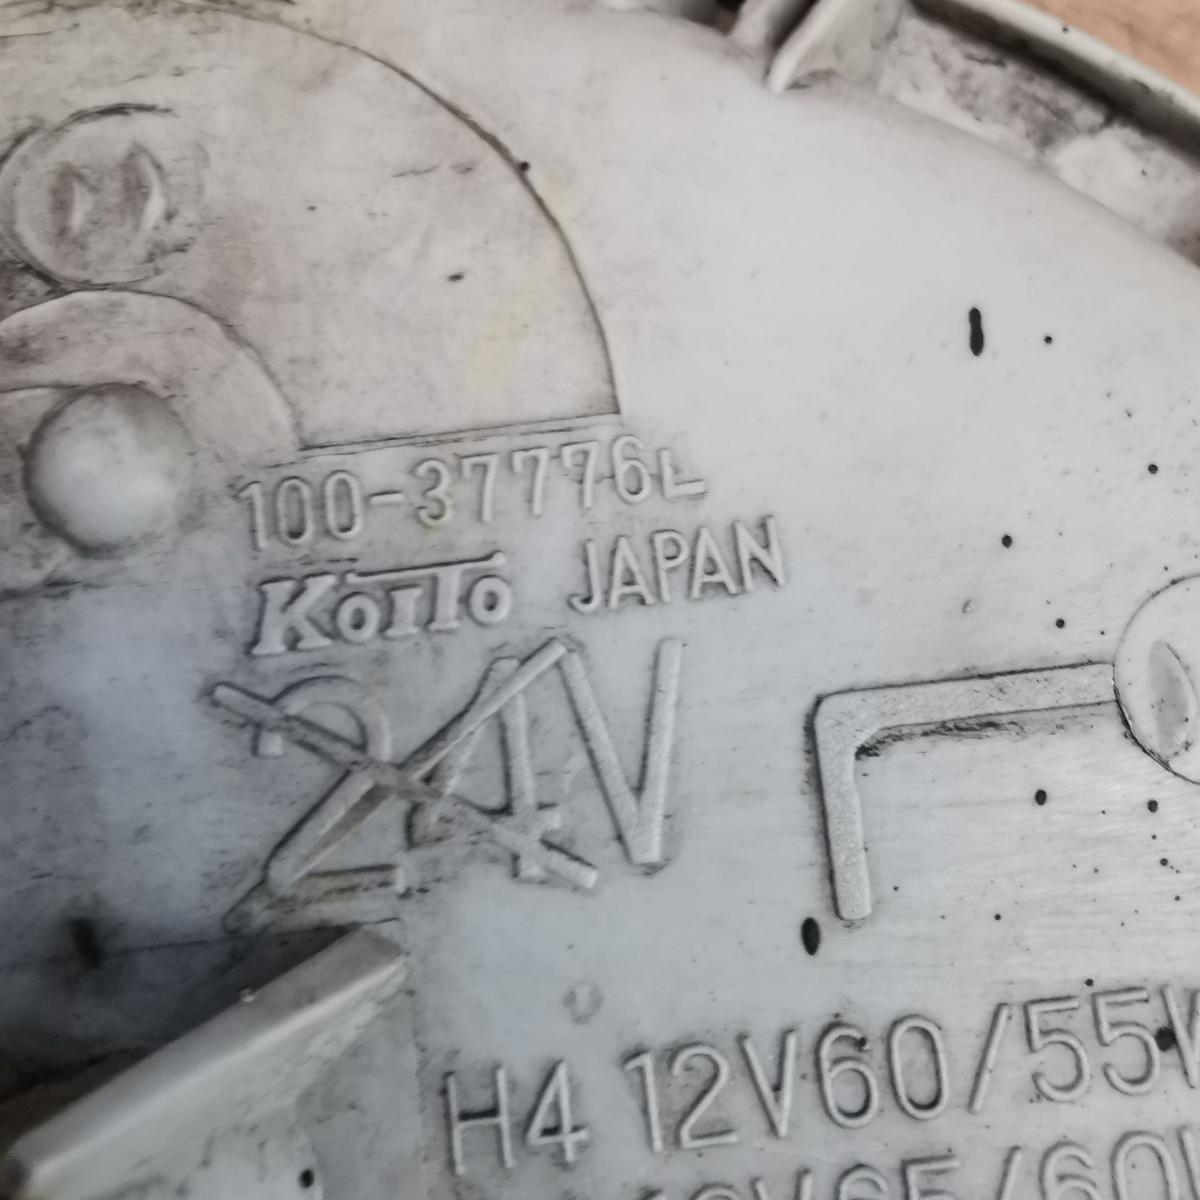 100-37776L
KOITO JAPAN
24V
H4 12V60/55W